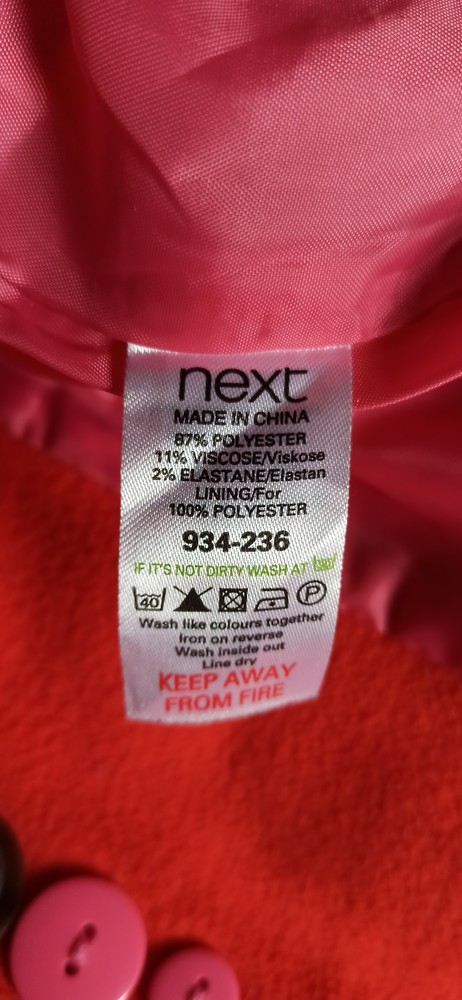 next
MADE IN CHINA
87% POLYESTER
11% VISCOSE/Viskose
2% ELASTANE/Elastan
LINING/For
100% POLYESTER
934-236
IF IT'S NOT DIRTY WASH AT 30
40 P
Wash like colours together
Iron on reverse
Wash inside out
Line dry
KEEP AWAY
FROM FIRE